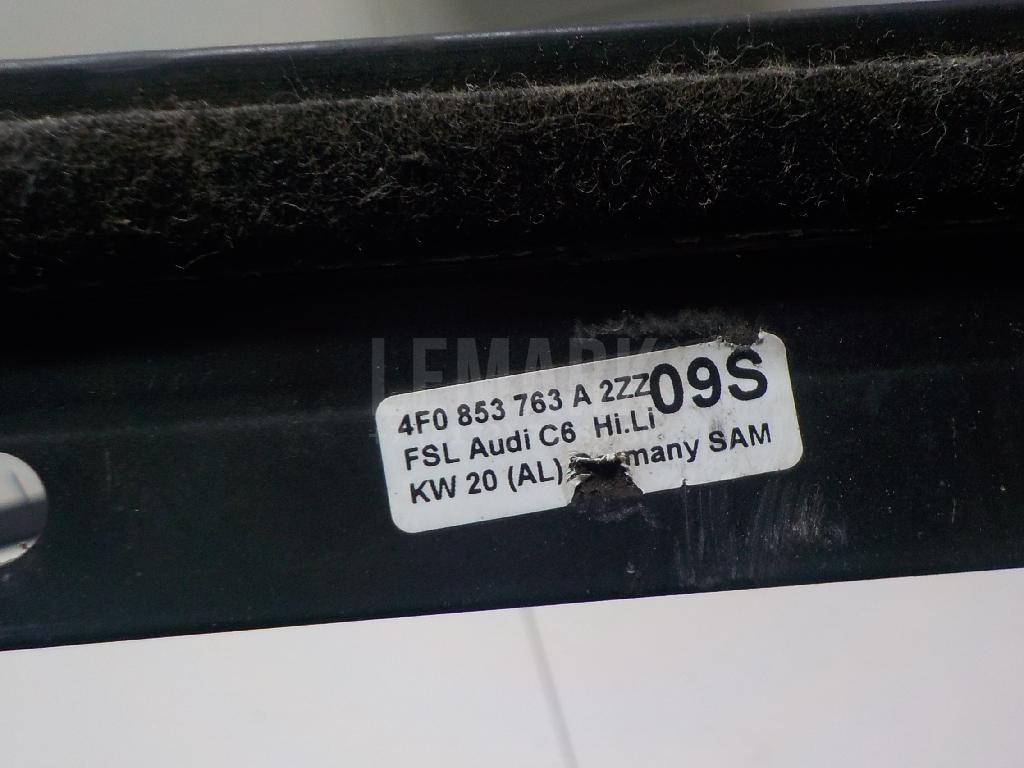 LEMARK
4F0 853 763 A 2ZZ 09S
FSL Audi C6 Hi.Li
KW 20 (AL) many SAM